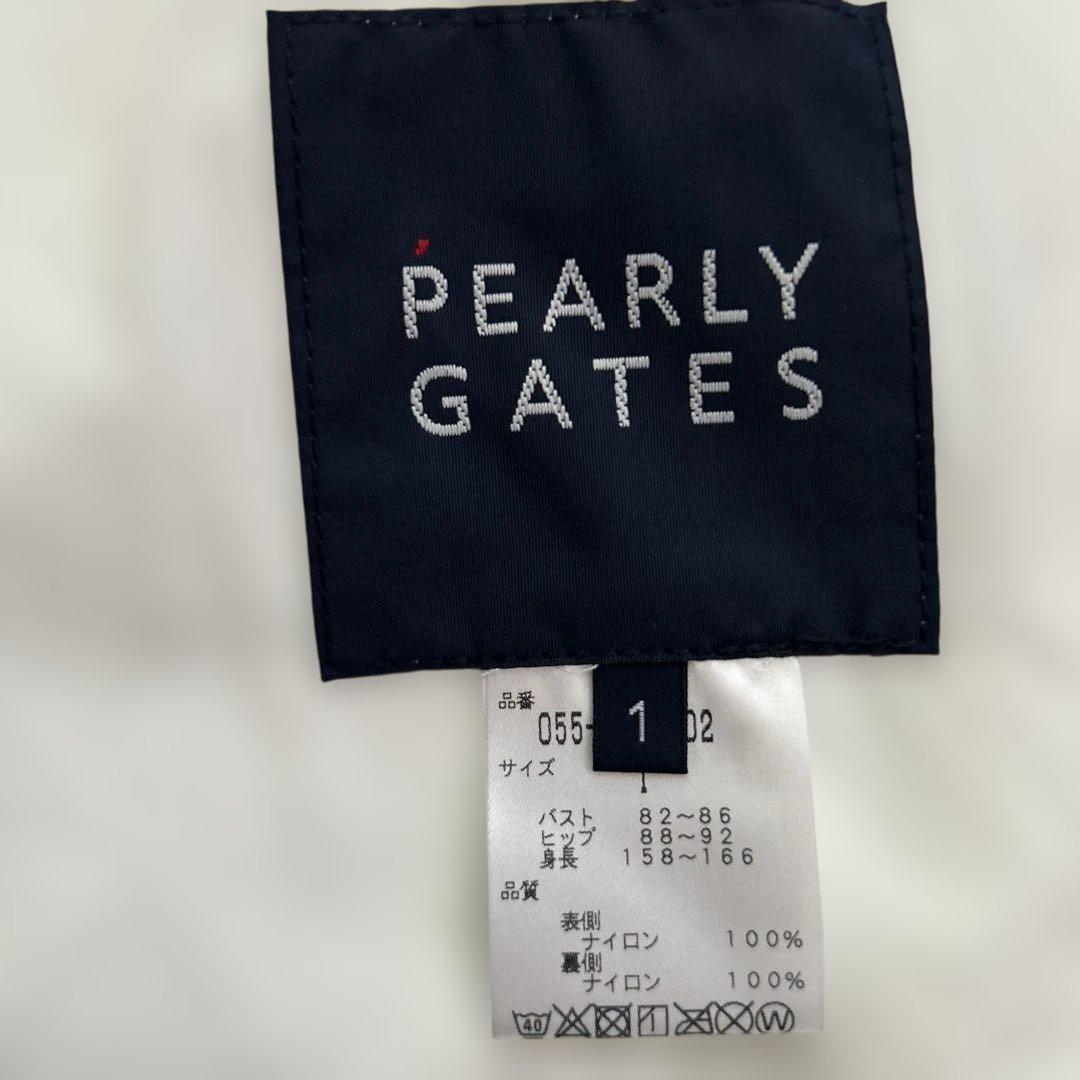 PEARLY
GATES
1
品番
055- 02
サイズ
バスト 82～86
ヒップ 88～92
身長 158～166
品質
表側
ナイロン 100%
裏側
ナイロン 100%
40 W